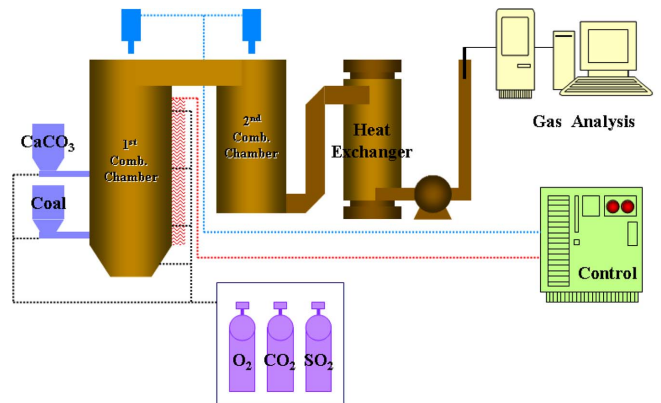 Gas Analysis
CaCO₃
Coal
1st
Comb.
Chamber
2nd
Comb.
Chamber
Heat
Exchanger
Control
O₂ CO₂ SO₂